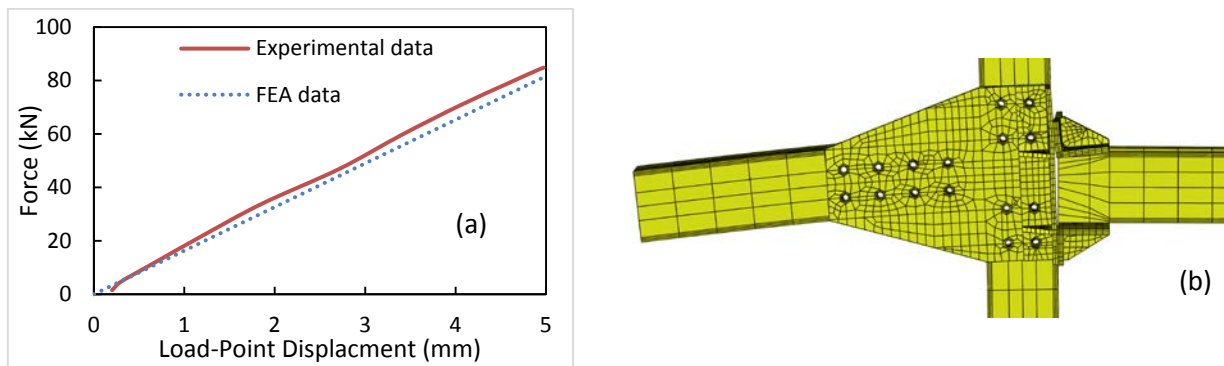 100
80
60
40
20
0
Force (kN)
Experimental data
FEA data
(a)
0 1 2 3 4 5
Load-Point Displacment (mm)
(b)